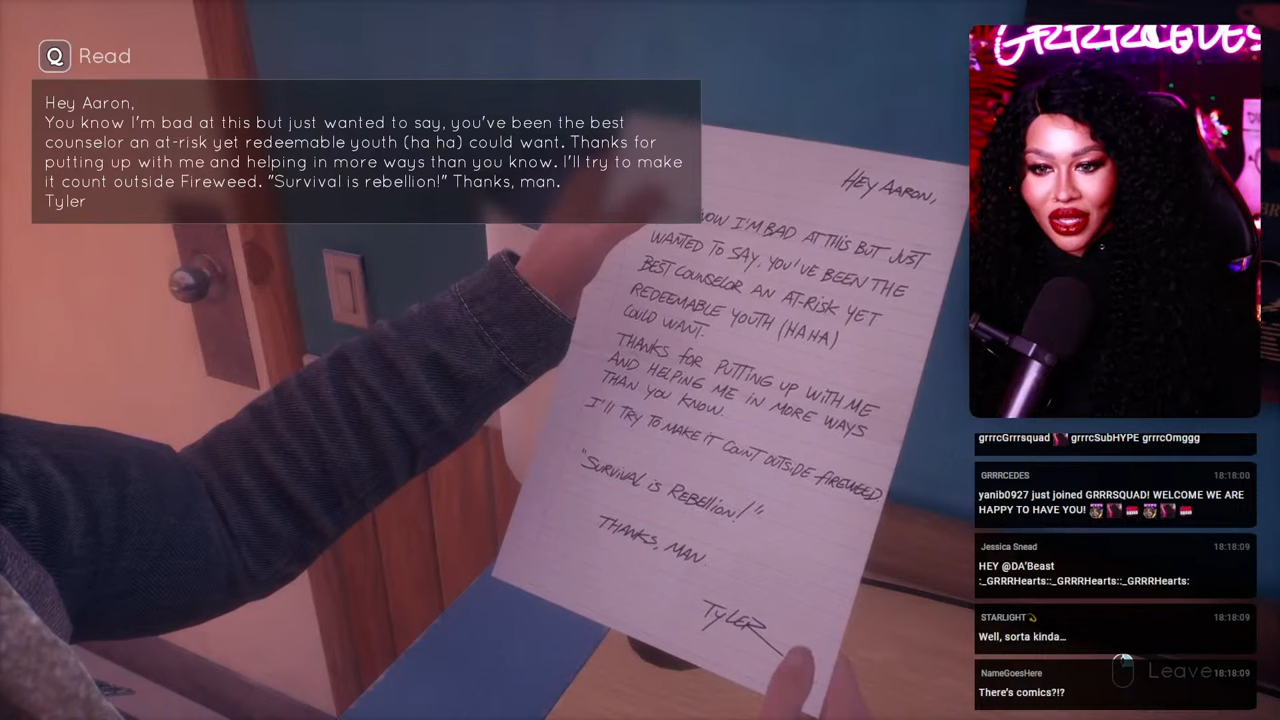 Q Read
Hey Aaron,
You know I'm bad at this but just wanted to say, you've been the best
counselor an at-risk yet redeemable youth (ha ha) could want. Thanks for
putting up with me and helping in more ways than you know. I'll try to make
it count outside Fireweed. "Survival is rebellion!" Thanks, man.
Tyler
HEY AARON,
NOW I'M BAD AT THIS BUT JUST
WANTED TO SAY, YOU'VE BEEN THE
BEST COUNSELOR AN AT-RISK YET
REDEEMABLE YOUTH (HAHA)
COULD WANT.
THANKS FOR PUTTING UP WITH ME
AND HELPING ME IN MORE WAYS
THAN YOU KNOW.
I'LL TRY TO MAKE IT COUNT OUTSIDE FIREWEED.
"SURVIVAL IS REBELLION!"
THANKS, MAN.
TYLER
GRRRCEDES
grrrcGrrrsquad grrrcSubHYPE grrrcOmggg
GRRRCEDES 18:18:00
yanib0927 just joined GRRRSQUAD! WELCOME WE ARE
HAPPY TO HAVE YOU!
Jessica Snead 18:18:09
HEY @DA'Beast
:_GRRRHearts::_GRRRHearts::_GRRRHearts:
STARLIGHT 18:18:09
Well, sorta kinda…
NameGoesHere 18:18:09
There's comics?!?
Leave